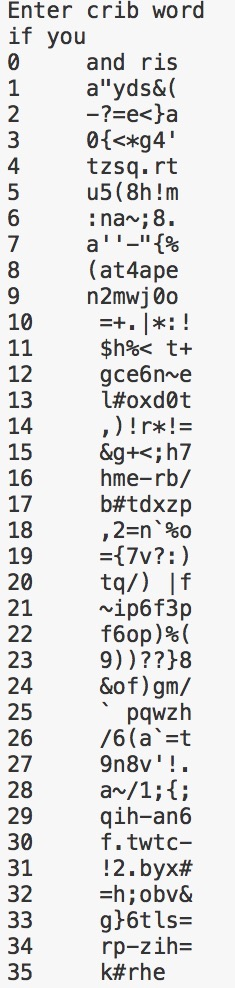 Enter crib word
if you
0 and ris
1 a"yds&(
2 -?=e<}a
3 0{<*g4'
4 tzsq.rt
5 u5(8h!m
6 :na~;8.
7 a''-"{%
8 (at4ape
9 n2mwj0o
10 =+.|*:!
11 $h%< t+
12 gce6n~e
13 l#oxd0t
14 ,)!r*!=
15 &g+<;h7
16 hme-rb/
17 b#tdxzp
18 ,2=n`%o
19 ={7v?:)
20 tq/) |f
21 ~ip6f3p
22 f6op)%(
23 9))??}8
24 &of)gm/
25 ` pqwzh
26 /6(a`=t
27 9n8v'!.
28 a~/1;{;
29 qih-an6
30 f.twtc-
31 !2.byx#
32 =h;obv&
33 g}6tls=
34 rp-zih=
35 k#rhe